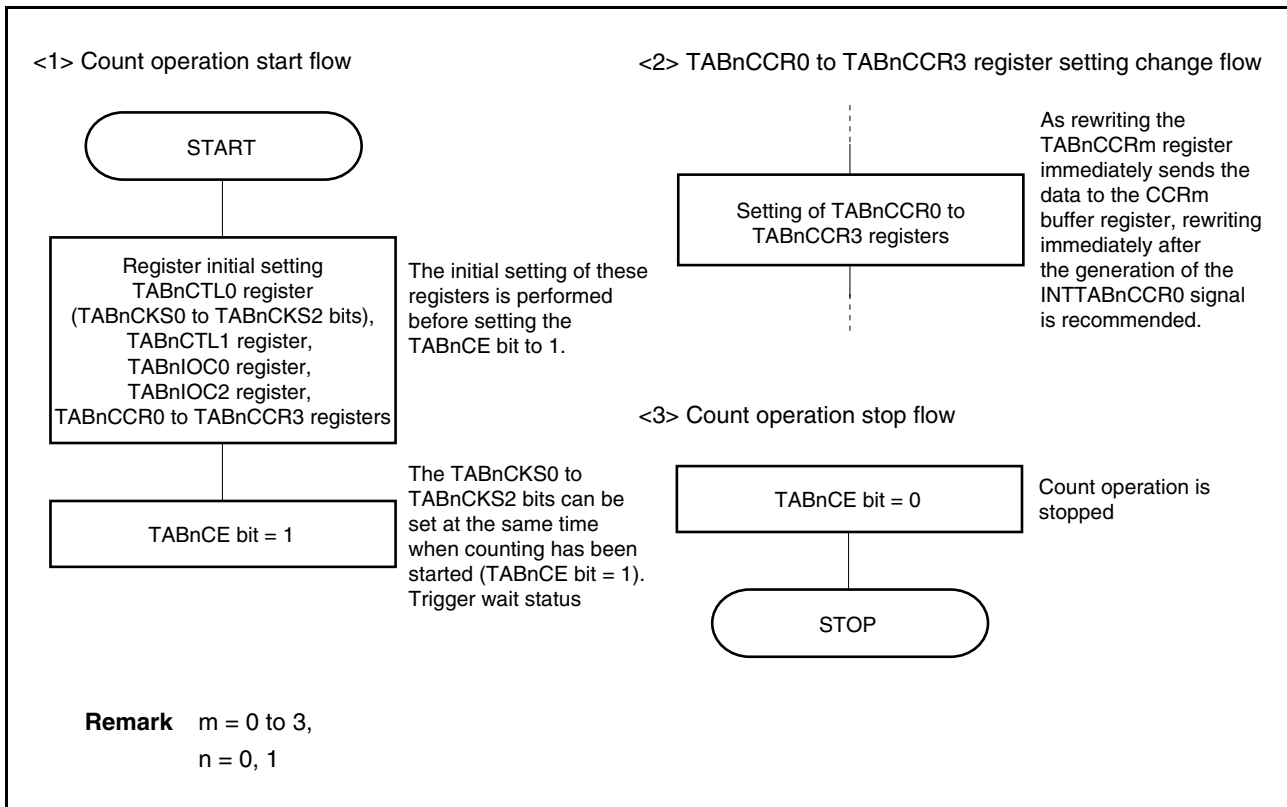 <1> Count operation start flow
START
Register initial setting
TABnCTL0 register
(TABnCKS0 to TABnCKS2 bits),
TABnCTL1 register,
TABnIOC0 register,
TABnIOC2 register,
TABnCCR0 to TABnCCR3 registers
The initial setting of these
registers is performed
before setting the
TABnCE bit to 1.
TABnCE bit = 1
The TABnCKS0 to
TABnCKS2 bits can be
set at the same time
when counting has been
started (TABnCE bit = 1).
Trigger wait status
<2> TABnCCR0 to TABnCCR3 register setting change flow
Setting of TABnCCR0 to
TABnCCR3 registers
As rewriting the
TABnCCRm register
immediately sends the
data to the CCRm
buffer register, rewriting
immediately after
the generation of the
INTTABnCCR0 signal
is recommended.
<3> Count operation stop flow
TABnCE bit = 0
Count operation is
stopped
STOP
Remark m = 0 to 3,
n = 0, 1